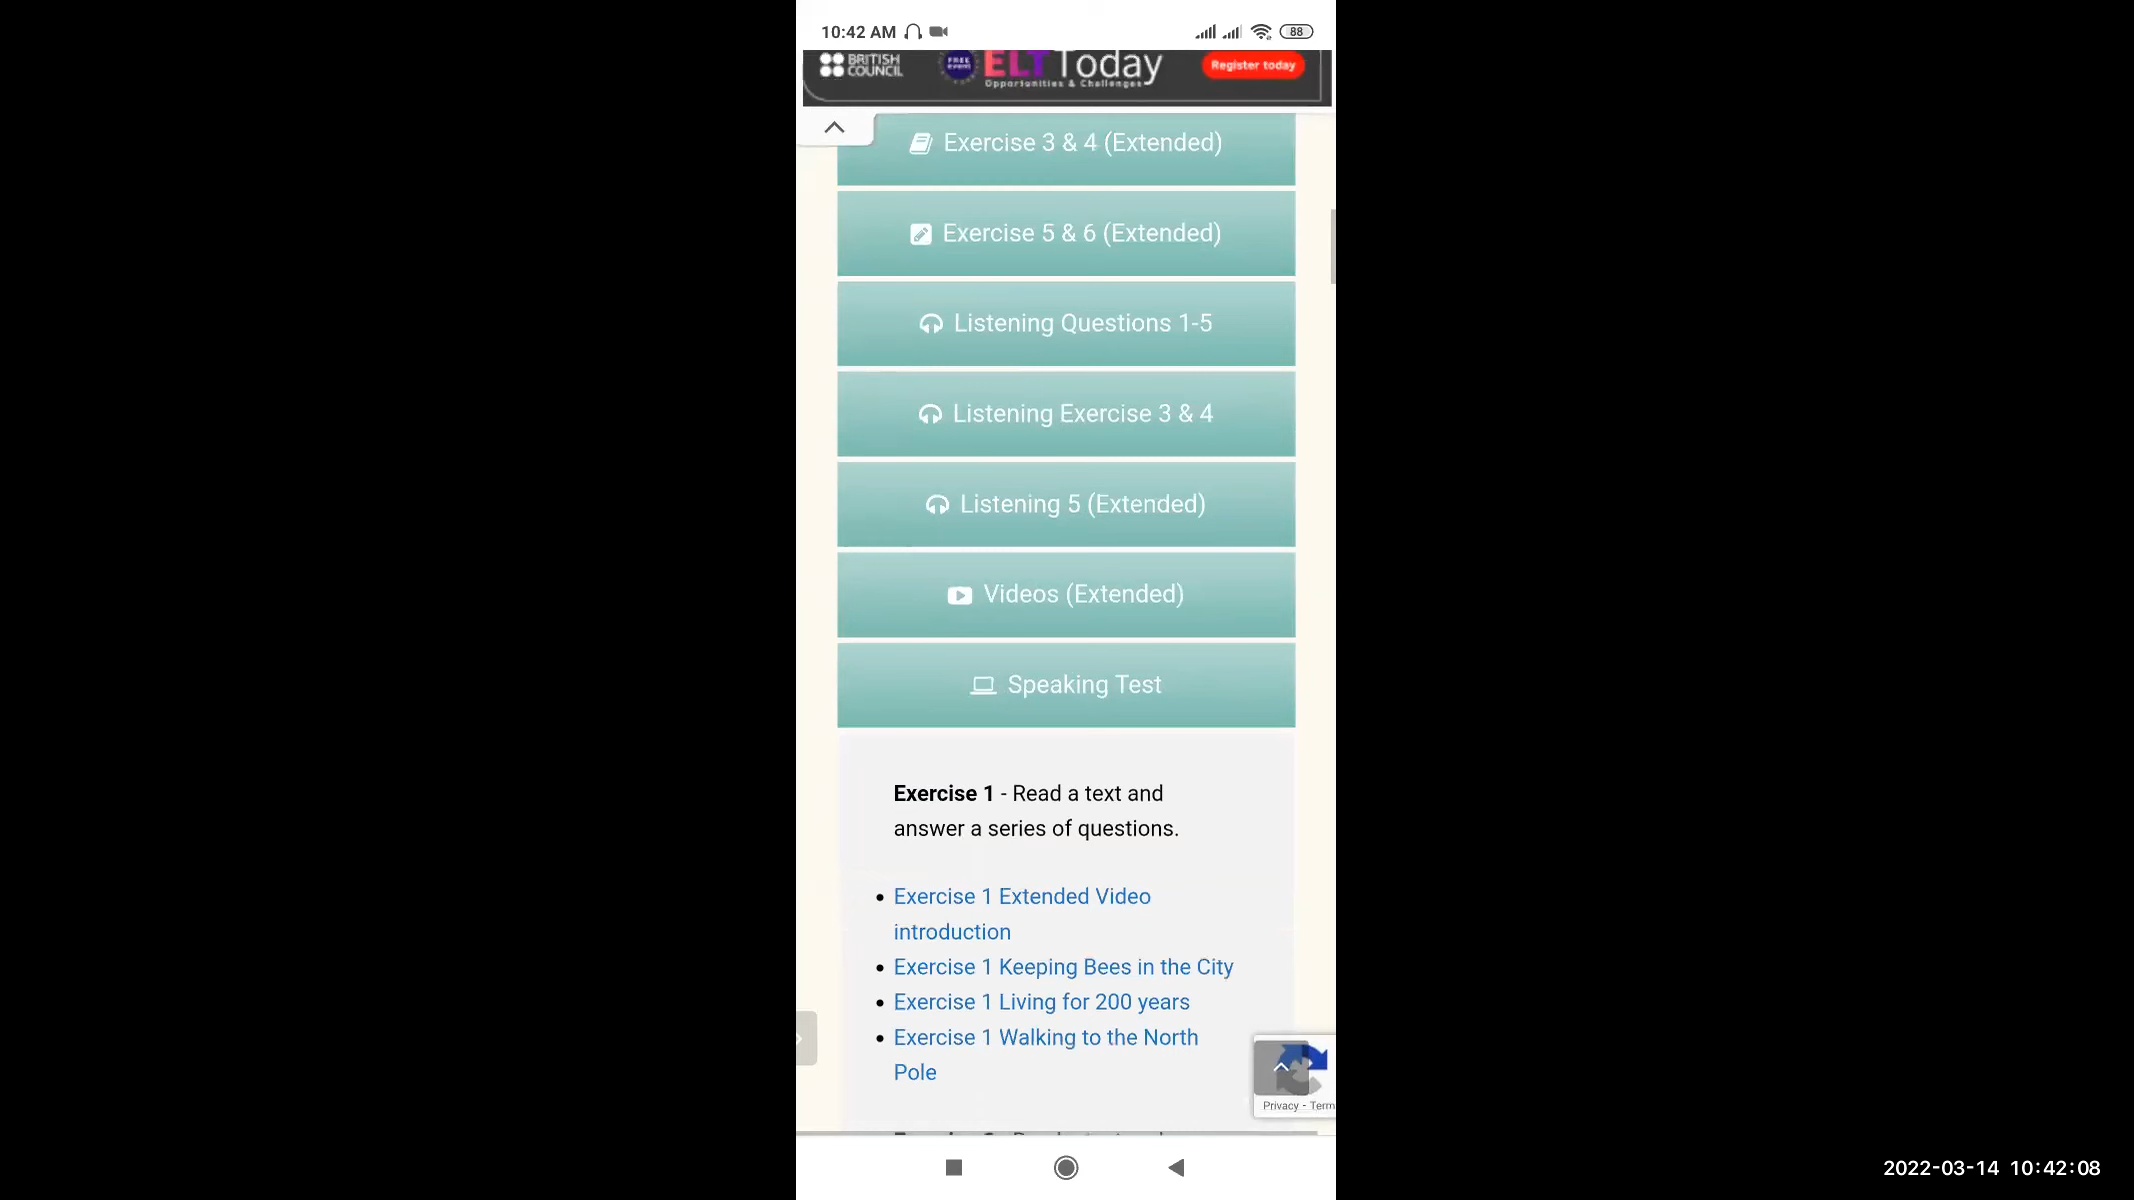 10:42 AM
88
BRITISH
COUNCIL
FREE
event
ELT Today
Opportunities & Challenges
Register today
Exercise 3 & 4 (Extended)
Exercise 5 & 6 (Extended)
Listening Questions 1-5
Listening Exercise 3 & 4
Listening 5 (Extended)
Videos (Extended)
Speaking Test
Exercise 1 - Read a text and
answer a series of questions.
Exercise 1 Extended Video
introduction
Exercise 1 Keeping Bees in the City
Exercise 1 Living for 200 years
Exercise 1 Walking to the North
Pole
Privacy - Term
2022-03-14 10:42:08